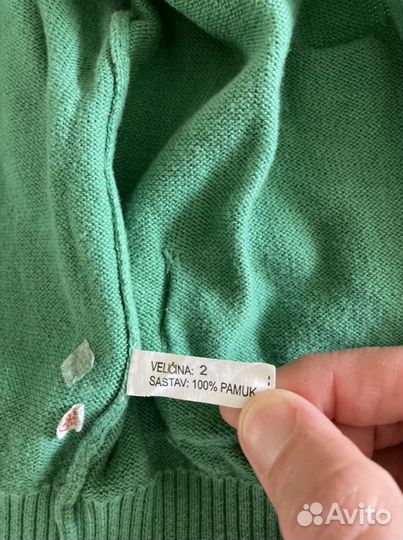 VELIČINA: 2
SASTAV: 100% PAMUK
Avito